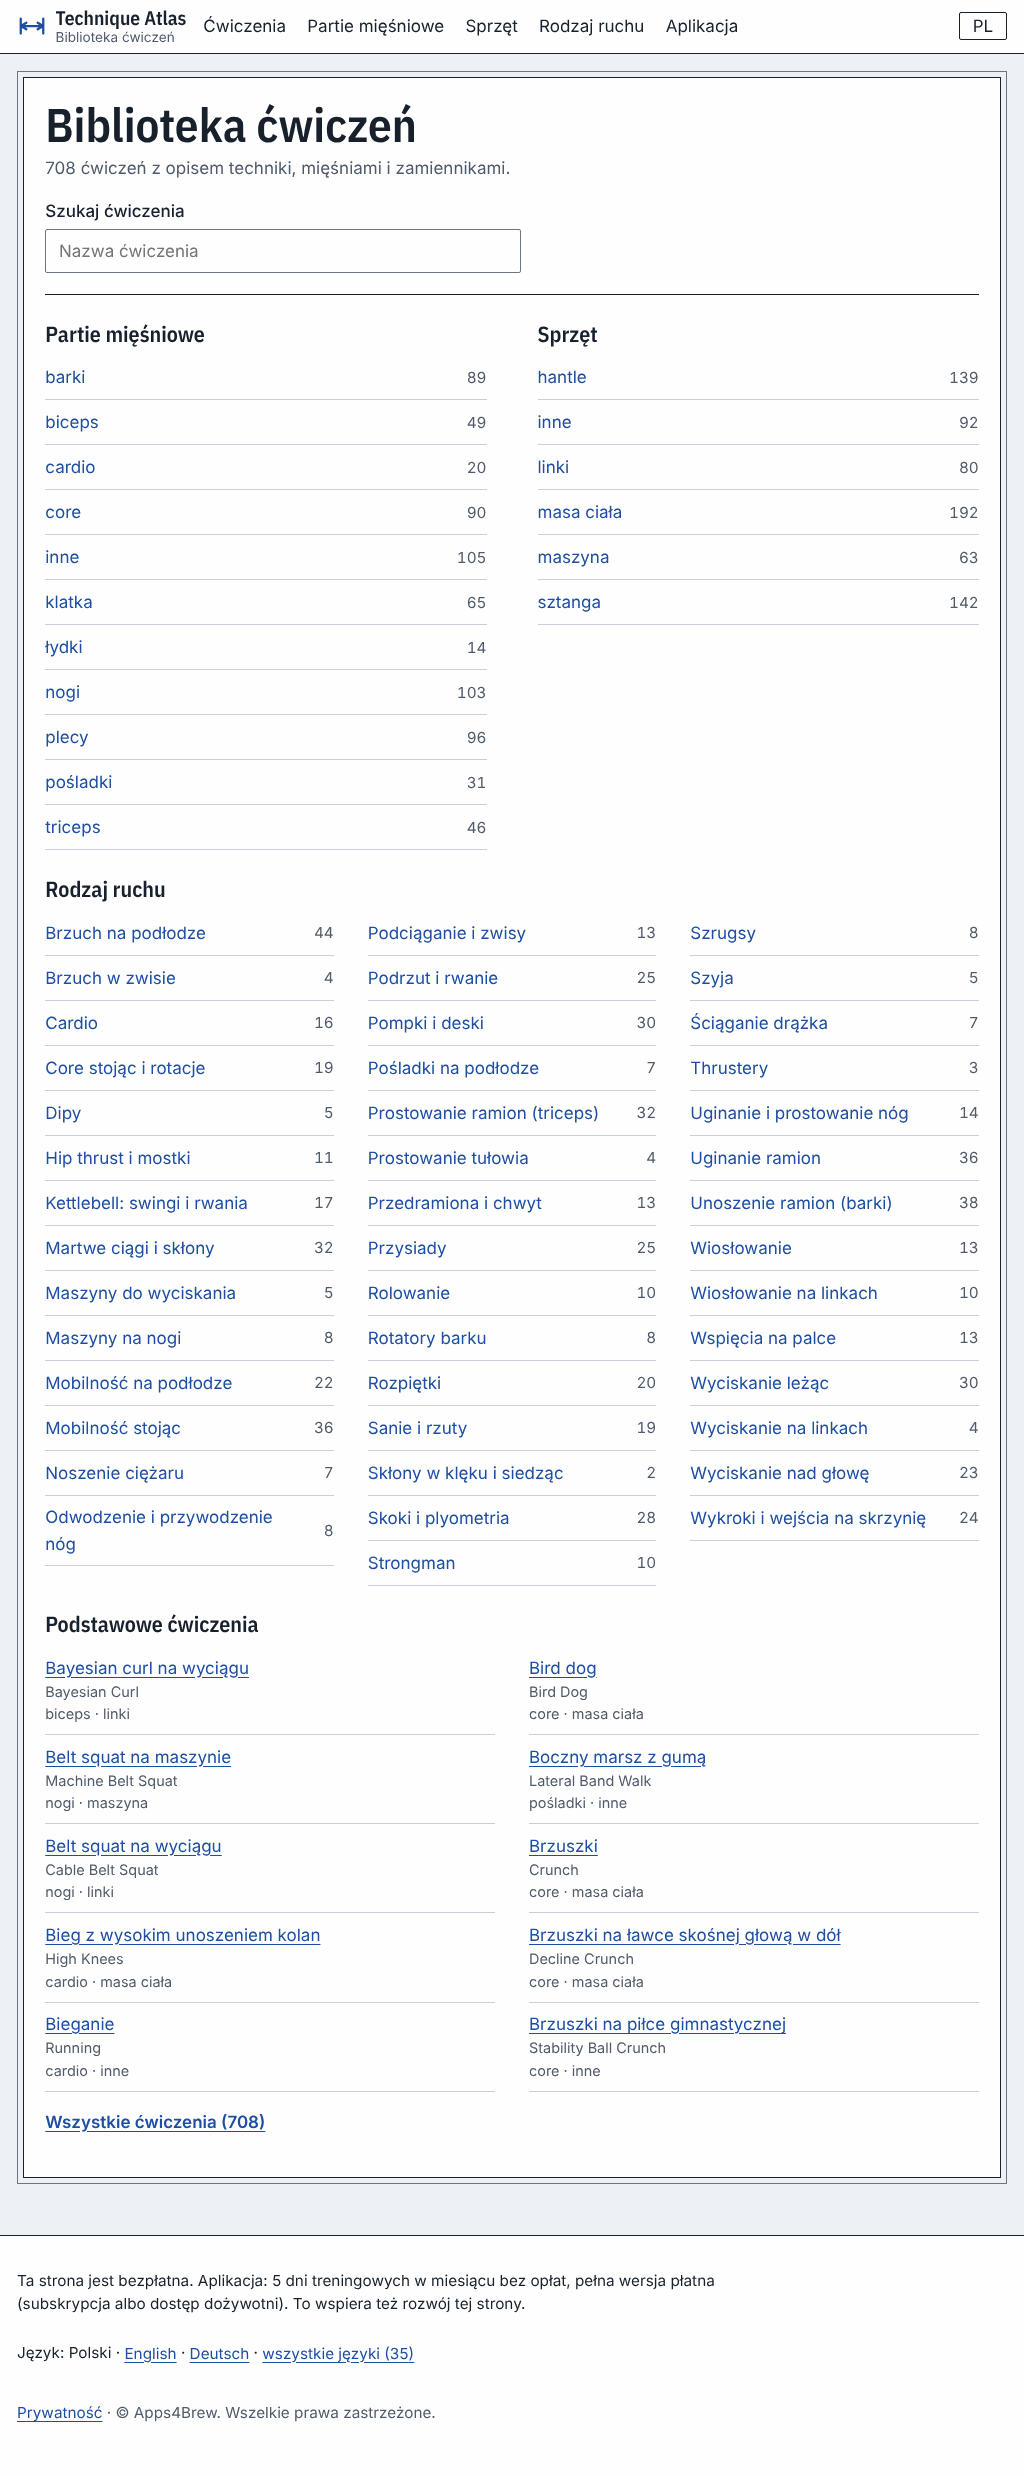 Technique Atlas
Biblioteka ćwiczeń
Ćwiczenia
Partie mięśniowe
Sprzęt
Rodzaj ruchu
Aplikacja
PL
Biblioteka ćwiczeń
708 ćwiczeń z opisem techniki, mięśniami i zamiennikami.
Szukaj ćwiczenia
Nazwa ćwiczenia
Partie mięśniowe
barki 89
biceps 49
cardio 20
core 90
inne 105
klatka 65
łydki 14
nogi 103
plecy 96
pośladki 31
triceps 46
Sprzęt
hantle 139
inne 92
linki 80
masa ciała 192
maszyna 63
sztanga 142
Rodzaj ruchu
Brzuch na podłodze 44
Brzuch w zwisie 4
Cardio 16
Core stojąc i rotacje 19
Dipy 5
Hip thrust i mostki 11
Kettlebell: swingi i rwania 17
Martwe ciągi i skłony 32
Maszyny do wyciskania 5
Maszyny na nogi 8
Mobilność na podłodze 22
Mobilność stojąc 36
Noszenie ciężaru 7
Odwodzenie i przywodzenie
nóg 8
Podciąganie i zwisy 13
Podrzut i rwanie 25
Pompki i deski 30
Pośladki na podłodze 7
Prostowanie ramion (triceps) 32
Prostowanie tułowia 4
Przedramiona i chwyt 13
Przysiady 25
Rolowanie 10
Rotatory barku 8
Rozpiętki 20
Sanie i rzuty 19
Skłony w klęku i siedząc 2
Skoki i plyometria 28
Strongman 10
Szrugsy 8
Szyja 5
Ściąganie drążka 7
Thrustery 3
Uginanie i prostowanie nóg 14
Uginanie ramion 36
Unoszenie ramion (barki) 38
Wiosłowanie 13
Wiosłowanie na linkach 10
Wspięcia na palce 13
Wyciskanie leżąc 30
Wyciskanie na linkach 4
Wyciskanie nad głowę 23
Wykroki i wejścia na skrzynię 24
Podstawowe ćwiczenia
Bayesian curl na wyciągu
Bayesian Curl
biceps · linki
Belt squat na maszynie
Machine Belt Squat
nogi · maszyna
Belt squat na wyciągu
Cable Belt Squat
nogi · linki
Bieg z wysokim unoszeniem kolan
High Knees
cardio · masa ciała
Bieganie
Running
cardio · inne
Bird dog
Bird Dog
core · masa ciała
Boczny marsz z gumą
Lateral Band Walk
pośladki · inne
Brzuszki
Crunch
core · masa ciała
Brzuszki na ławce skośnej głową w dół
Decline Crunch
core · masa ciała
Brzuszki na piłce gimnastycznej
Stability Ball Crunch
core · inne
Wszystkie ćwiczenia (708)
Ta strona jest bezpłatna. Aplikacja: 5 dni treningowych w miesiącu bez opłat, pełna wersja płatna
(subskrypcja albo dostęp dożywotni). To wspiera też rozwój tej strony.
Język: Polski · English · Deutsch · wszystkie języki (35)
Prywatność · © Apps4Brew. Wszelkie prawa zastrzeżone.